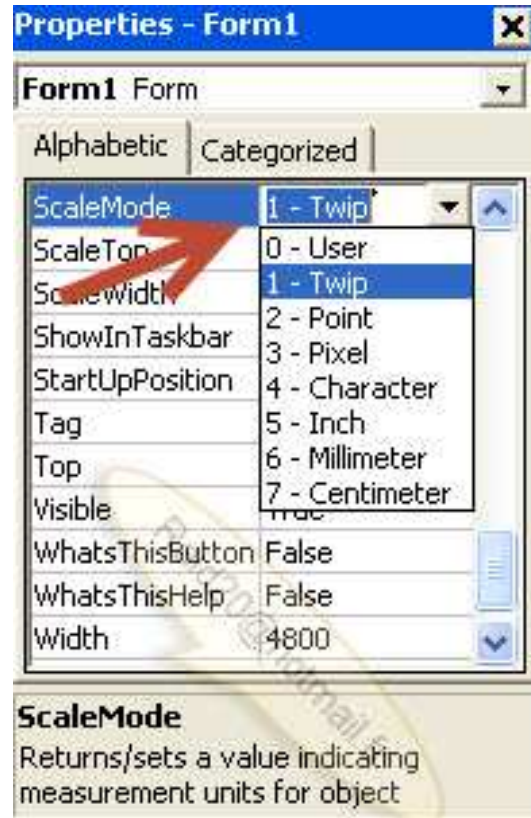 Properties - Form1
Form1 Form
Alphabetic Categorized
ScaleMode 1 - Twip
ScaleTop 0 - User
ScaleWidth 1 - Twip
2 - Point
ShowInTaskbar 3 - Pixel
StartUpPosition 4 - Character
Tag 5 - Inch
Top 6 - Millimeter
7 - Centimeter
Visible True
WhatsThisButton False
WhatsThisHelp False
Width 4800
ScaleMode
Returns/sets a value indicating
measurement units for object